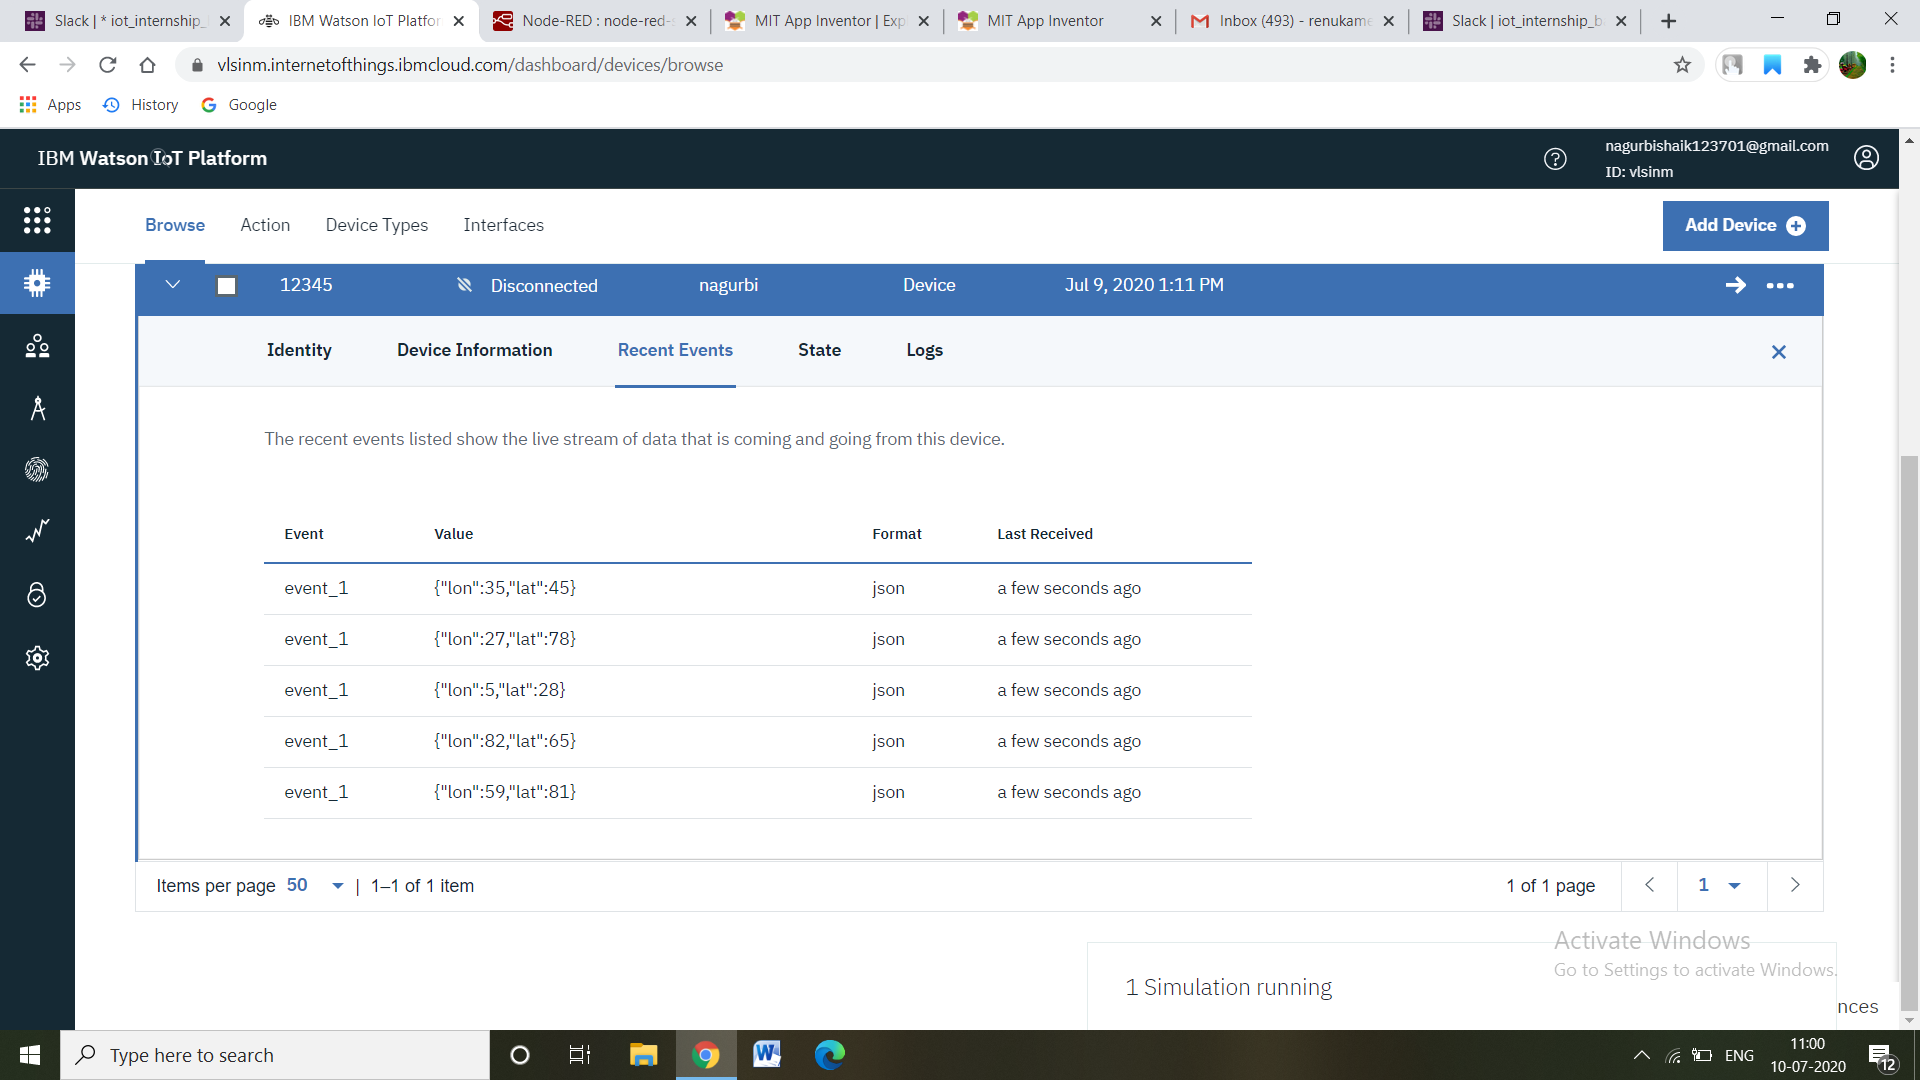 Slack | * iot_internship_
IBM Watson IoT Platfor
Node-RED : node-red-
MIT App Inventor | Exp
MIT App Inventor
Inbox (493) - renukame
Slack | iot_internship_b
vlsinm.internetofthings.ibmcloud.com/dashboard/devices/browse
Apps
History
Google
IBM Watson IoT Platform
nagurbishaik123701@gmail.com
ID: vlsinm
Browse
Action
Device Types
Interfaces
Add Device
12345
Disconnected
nagurbi
Device
Jul 9, 2020 1:11 PM
Identity
Device Information
Recent Events
State
Logs
The recent events listed show the live stream of data that is coming and going from this device.
Event Value Format Last Received
event_1 {"lon":35,"lat":45} json a few seconds ago
event_1 {"lon":27,"lat":78} json a few seconds ago
event_1 {"lon":5,"lat":28} json a few seconds ago
event_1 {"lon":82,"lat":65} json a few seconds ago
event_1 {"lon":59,"lat":81} json a few seconds ago
Items per page 50 | 1–1 of 1 item
1 of 1 page
1
Activate Windows
Go to Settings to activate Windows.
1 Simulation running
nces
Type here to search
ENG
11:00
10-07-2020
12